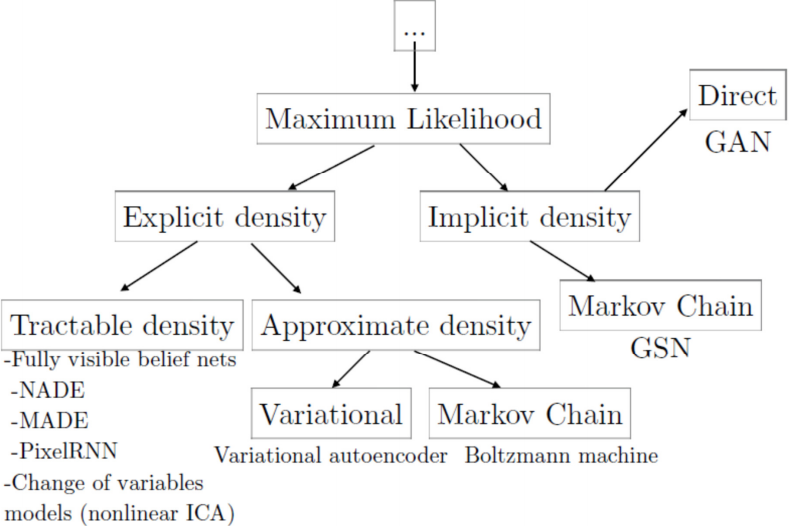 ...
Maximum Likelihood
Direct
GAN
Explicit density
Implicit density
Markov Chain
GSN
Tractable density
-Fully visible belief nets
-NADE
-MADE
-PixelRNN
-Change of variables
models (nonlinear ICA)
Approximate density
Variational
Variational autoencoder
Markov Chain
Boltzmann machine